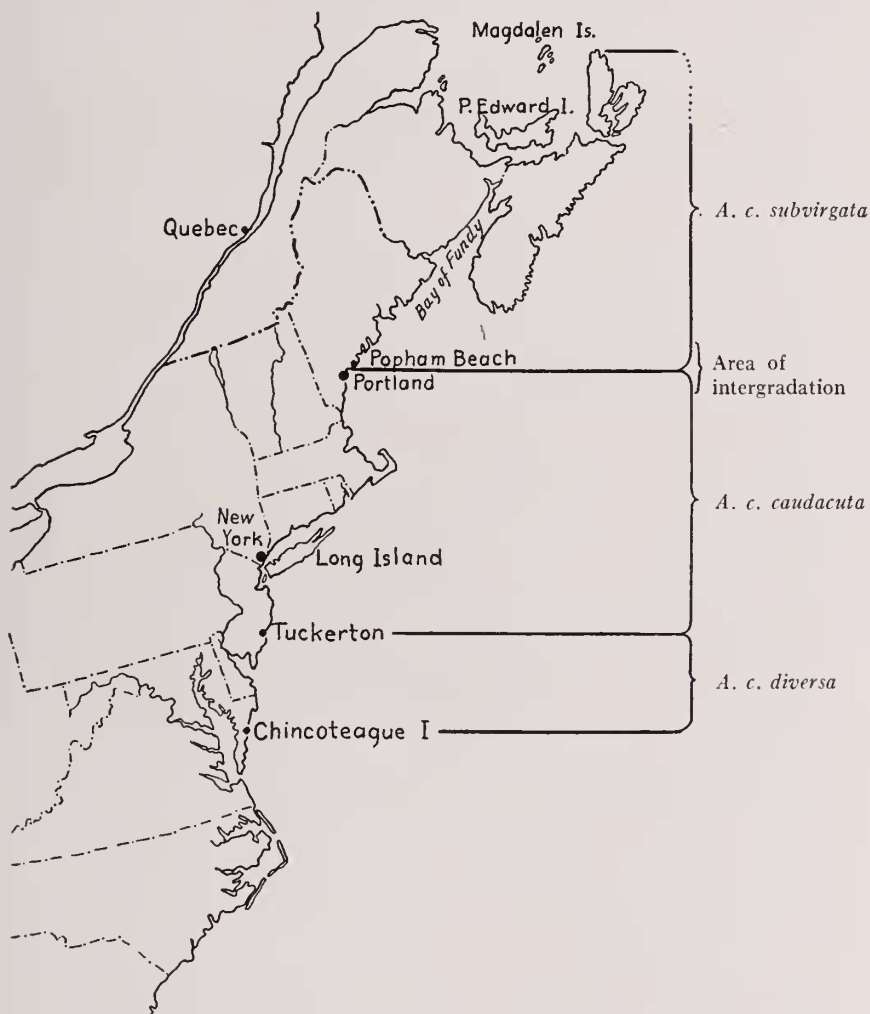 Magdalen Is.
P. Edward I.
A. c. subvirgata
Quebec
Bay of Fundy
Popham Beach
Portland
Area of
intergradation
A. c. caudacuta
New
York
Long Island
Tuckerton
A. c. diversa
Chincoteague I